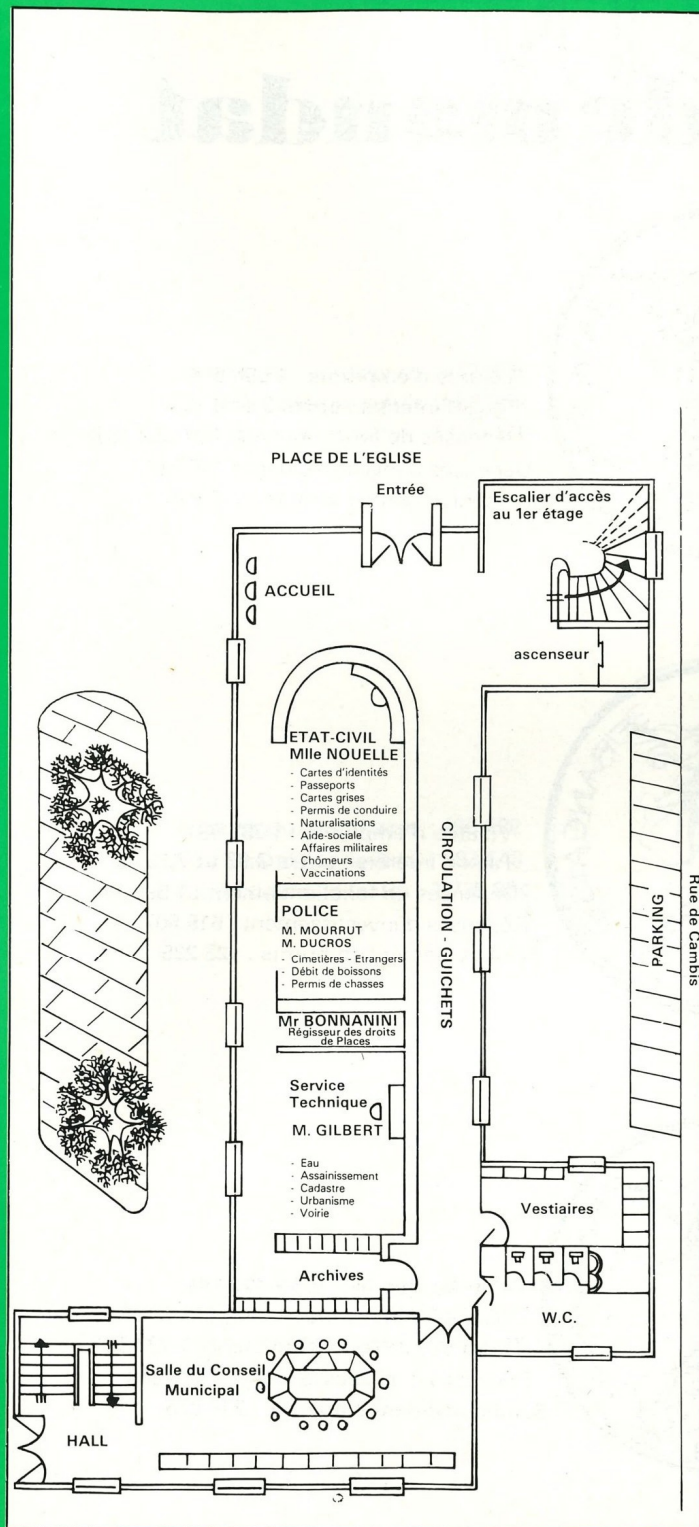 PLACE DE L'EGLISE
Entrée
Escalier d'accès
au 1er étage
ACCUEIL
ascenseur
ETAT-CIVIL
Mlle NOUELLE
- Cartes d'identités
- Passeports
- Cartes grises
- Permis de conduire
- Naturalisations
- Aide-sociale
- Affaires militaires
- Chômeurs
- Vaccinations
POLICE
M. MOURRUT
M. DUCROS
- Cimetières - Etrangers
- Débit de boissons
- Permis de chasses
Mr BONNANINI
Régisseur des droits
de Places
Service
Technique
M. GILBERT
- Eau
- Assainissement
- Cadastre
- Urbanisme
- Voirie
Archives
CIRCULATION - GUICHETS
PARKING
Rue de Cambis
Vestiaires
W.C.
Salle du Conseil
Municipal
HALL